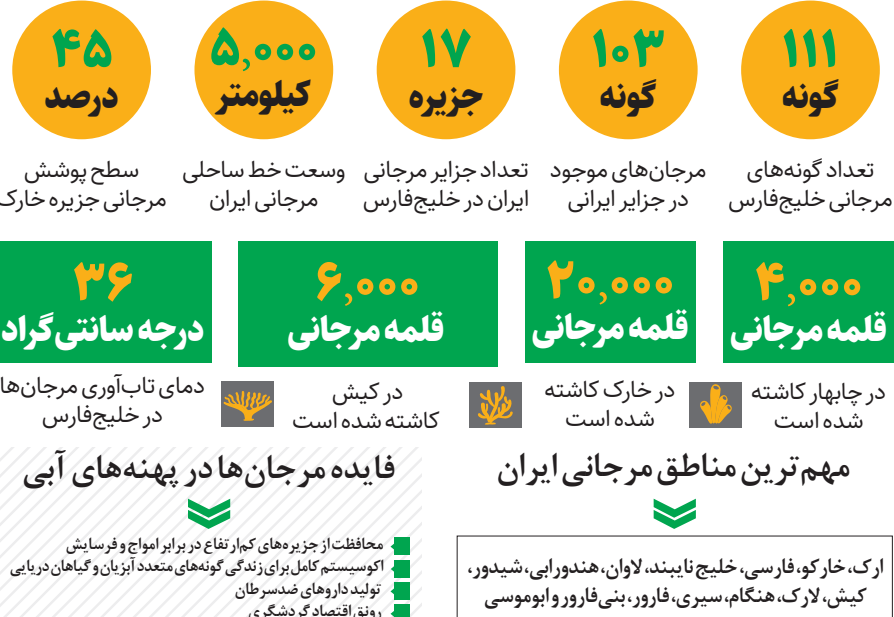 ۱۱۱
گونه
تعداد گونه‌های
مرجانی خلیج‌فارس
۱۰۳
گونه
مرجان‌های موجود
در جزایر ایرانی
۱۷
جزیره
تعداد جزایر مرجانی
ایران در خلیج‌فارس
۵,۰۰۰
کیلومتر
وسعت خط ساحلی
مرجانی ایران
۴۵
درصد
سطح پوشش
مرجانی جزیره خارک
۴,۰۰۰
قلمه مرجانی
در چابهار کاشته
شده است
۲۰,۰۰۰
قلمه مرجانی
در خارک کاشته
شده است
۶,۰۰۰
قلمه مرجانی
در کیش
کاشته شده است
۳۶
درجه سانتی‌گراد
دمای تاب‌آوری مرجان‌ها
در خلیج‌فارس
مهم‌ترین مناطق مرجانی ایران
ارک، خارکو، فارسی، خلیج نایبند، لاوان، هندورابی، شیدور،
کیش، لارک، هنگام، سیری، فارور، بنی‌فارور و ابوموسی
فایده مرجان‌ها در پهنه‌های آبی
محافظت از جزیره‌های کم‌ارتفاع در برابر امواج و فرسایش
اکوسیستم کامل برای زندگی گونه‌های متعدد آبزیان و گیاهان دریایی
تولید داروهای ضدسرطان
رونق اقتصاد گردشگری